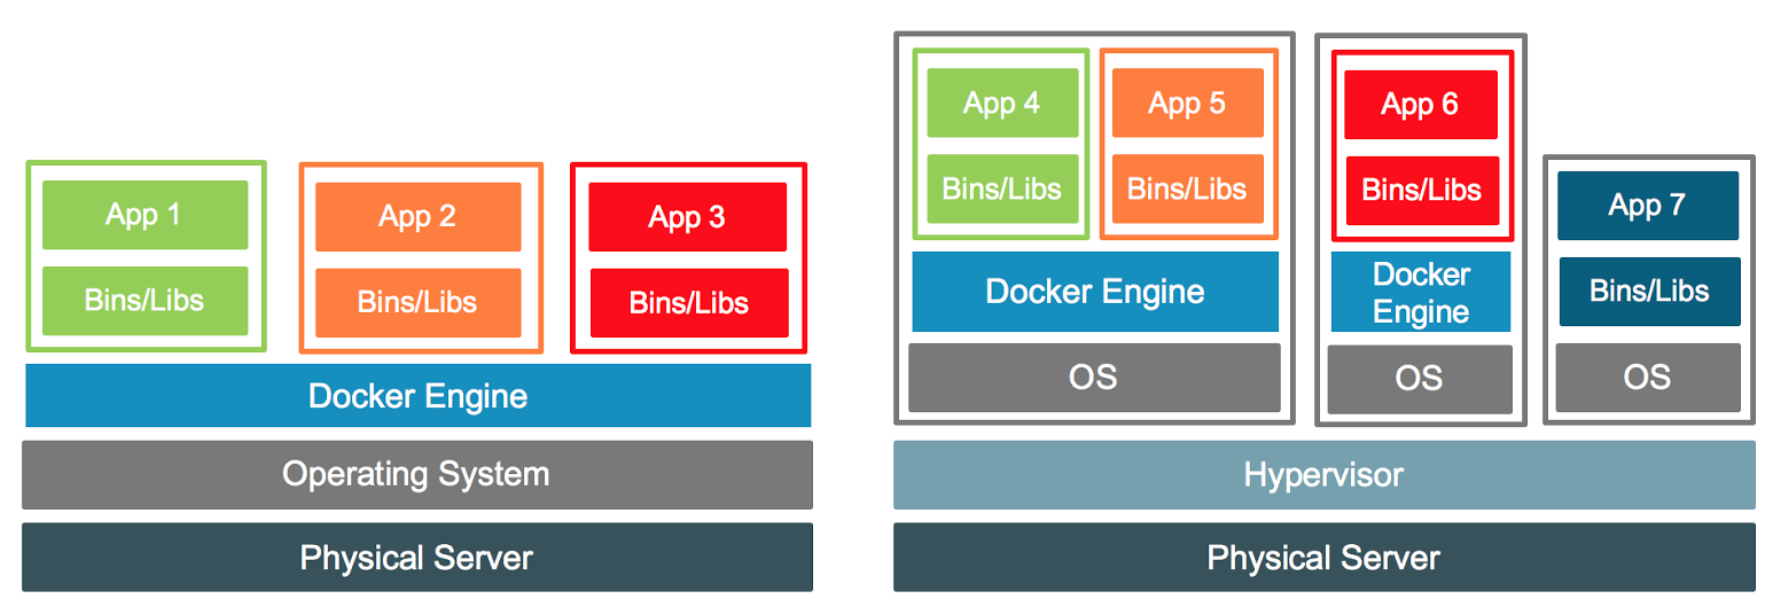 App 1
Bins/Libs
App 2
Bins/Libs
App 3
Bins/Libs
Docker Engine
Operating System
Physical Server
App 4
Bins/Libs
App 5
Bins/Libs
Docker Engine
OS
App 6
Bins/Libs
Docker
Engine
OS
App 7
Bins/Libs
OS
Hypervisor
Physical Server